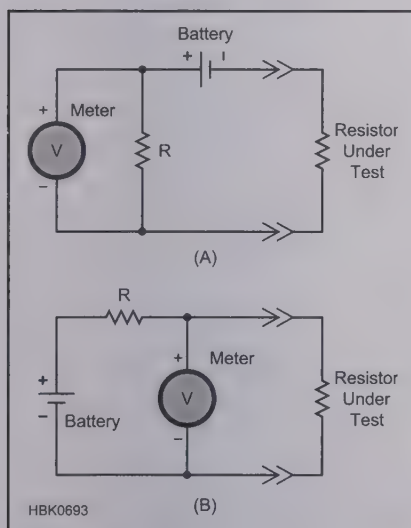 Battery
+ −
+ Meter
V
−
R
Resistor
Under
Test
(A)
R
+
Meter
V
−
+
−
Battery
Resistor
Under
Test
(B)
HBK0693